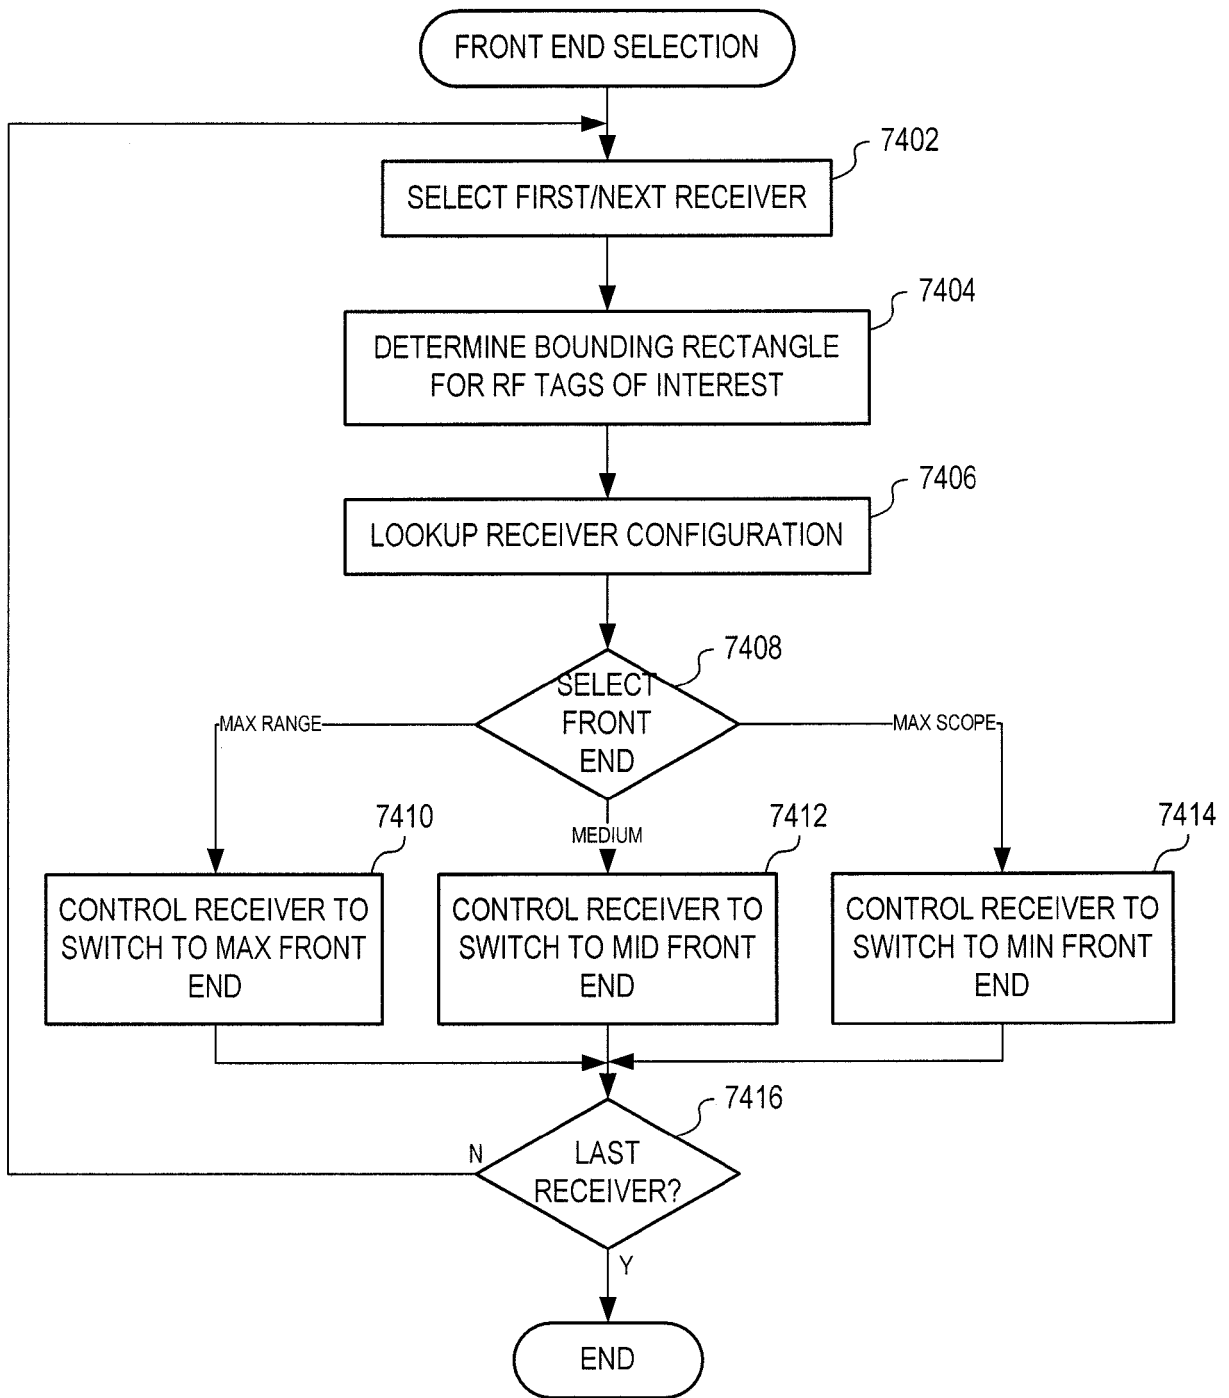 FRONT END SELECTION
7402
SELECT FIRST/NEXT RECEIVER
7404
DETERMINE BOUNDING RECTANGLE
FOR RF TAGS OF INTEREST
7406
LOOKUP RECEIVER CONFIGURATION
7408
SELECT
FRONT
END
MAX RANGE
MAX SCOPE
MEDIUM
7410
CONTROL RECEIVER TO
SWITCH TO MAX FRONT
END
7412
CONTROL RECEIVER TO
SWITCH TO MID FRONT
END
7414
CONTROL RECEIVER TO
SWITCH TO MIN FRONT
END
7416
LAST
RECEIVER?
N
Y
END